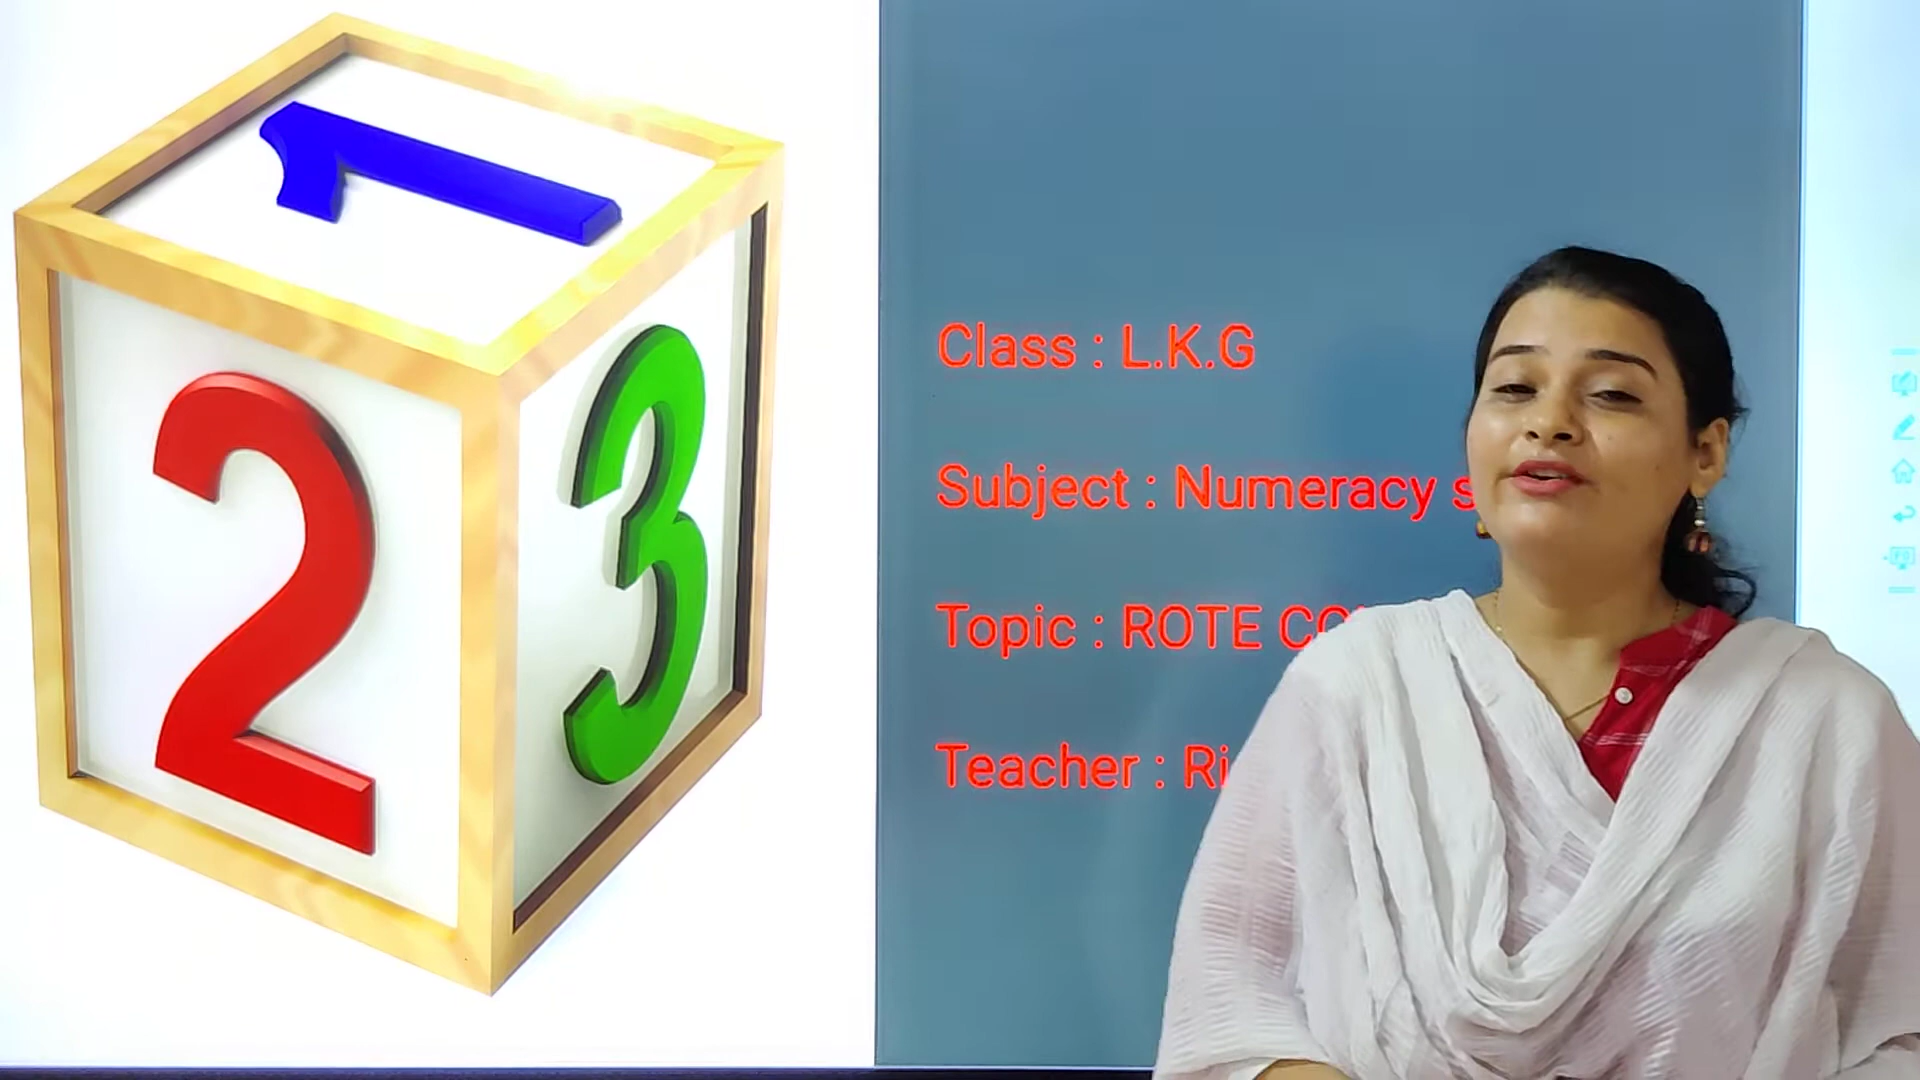 1
2
3
Class : L.K.G
Subject : Numeracy
Topic : ROTE
Teacher :